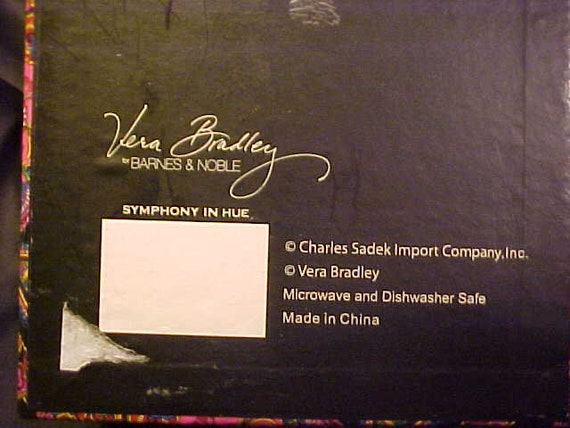 Vera Bradley
for BARNES & NOBLE
SYMPHONY IN HUE
© Charles Sadek Import Company, Inc.
© Vera Bradley
Microwave and Dishwasher Safe
Made in China